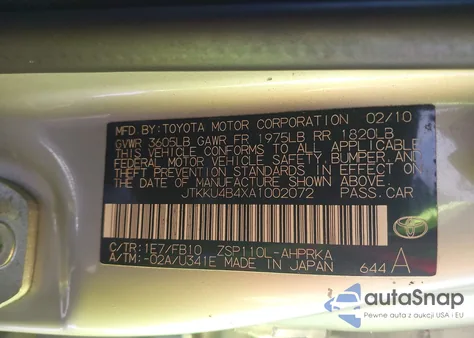 MFD BY: TOYOTA MOTOR CORPORATION 02/10
GVWR 3605LB GAWR FR 1975LB RR 1820LB
THIS VEHICLE CONFORMS TO ALL APPLICABLE
FEDERAL MOTOR VEHICLE SAFETY, BUMPER, AND
THEFT PREVENTION STANDARDS IN EFFECT ON
THE DATE OF MANUFACTURE SHOWN ABOVE.
JTKKU4B4XA1002072 PASS.CAR
C/TR: 1E7/FB10 ZSP110L-AHPRKA
A/TM: -02A/U341E MADE IN JAPAN 644 A
TOYOTA
autoSnap
Pewne auta z aukcji USA i EU